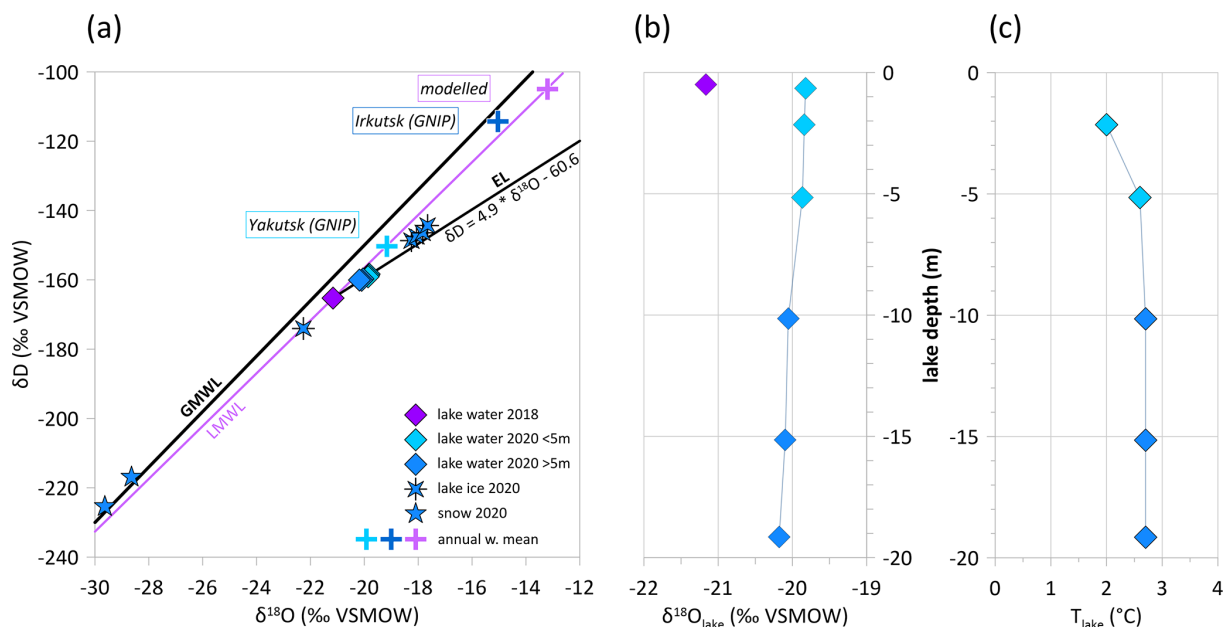 (a)
(b)
(c)
-100
-120
-140
-160
-180
-200
-220
-240
δD (‰ VSMOW)
modelled
Irkutsk (GNIP)
Yakutsk (GNIP)
EL
δD = 4.9 * δ¹⁸O - 60.6
GMWL
LMWL
lake water 2018
lake water 2020 <5m
lake water 2020 >5m
lake ice 2020
snow 2020
annual w. mean
-30 -28 -26 -24 -22 -20 -18 -16 -14 -12
δ¹⁸O (‰ VSMOW)
0
-5
-10
-15
-20
lake depth (m)
-22 -21 -20 -19
δ¹⁸O_lake (‰ VSMOW)
0
-5
-10
-15
-20
0 1 2 3 4
T_lake (°C)